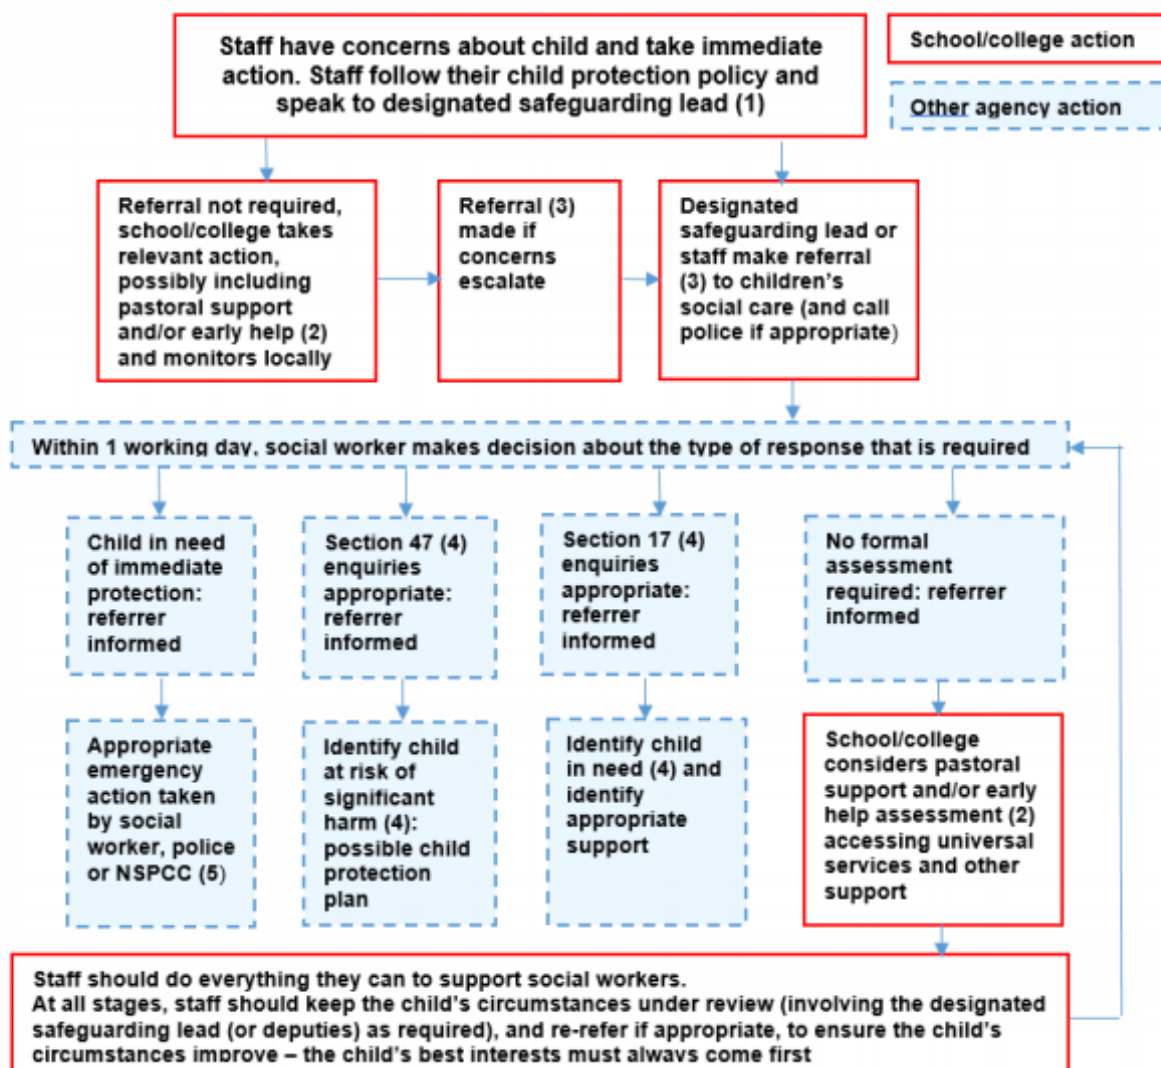 Staff have concerns about child and take immediate
action. Staff follow their child protection policy and
speak to designated safeguarding lead (1)
School/college action
Other agency action
Referral not required,
school/college takes
relevant action,
possibly including
pastoral support
and/or early help (2)
and monitors locally
Referral (3)
made if
concerns
escalate
Designated
safeguarding lead or
staff make referral
(3) to children’s
social care (and call
police if appropriate)
Within 1 working day, social worker makes decision about the type of response that is required
Child in need
of immediate
protection:
referrer
informed
Section 47 (4)
enquiries
appropriate:
referrer
informed
Section 17 (4)
enquiries
appropriate:
referrer
informed
No formal
assessment
required: referrer
informed
Appropriate
emergency
action taken
by social
worker, police
or NSPCC (5)
Identify child
at risk of
significant
harm (4):
possible child
protection
plan
Identify child
in need (4) and
identify
appropriate
support
School/college
considers pastoral
support and/or early
help assessment (2)
accessing universal
services and other
support
Staff should do everything they can to support social workers.
At all stages, staff should keep the child’s circumstances under review (involving the designated
safeguarding lead (or deputies) as required), and re-refer if appropriate, to ensure the child’s
circumstances improve – the child’s best interests must always come first